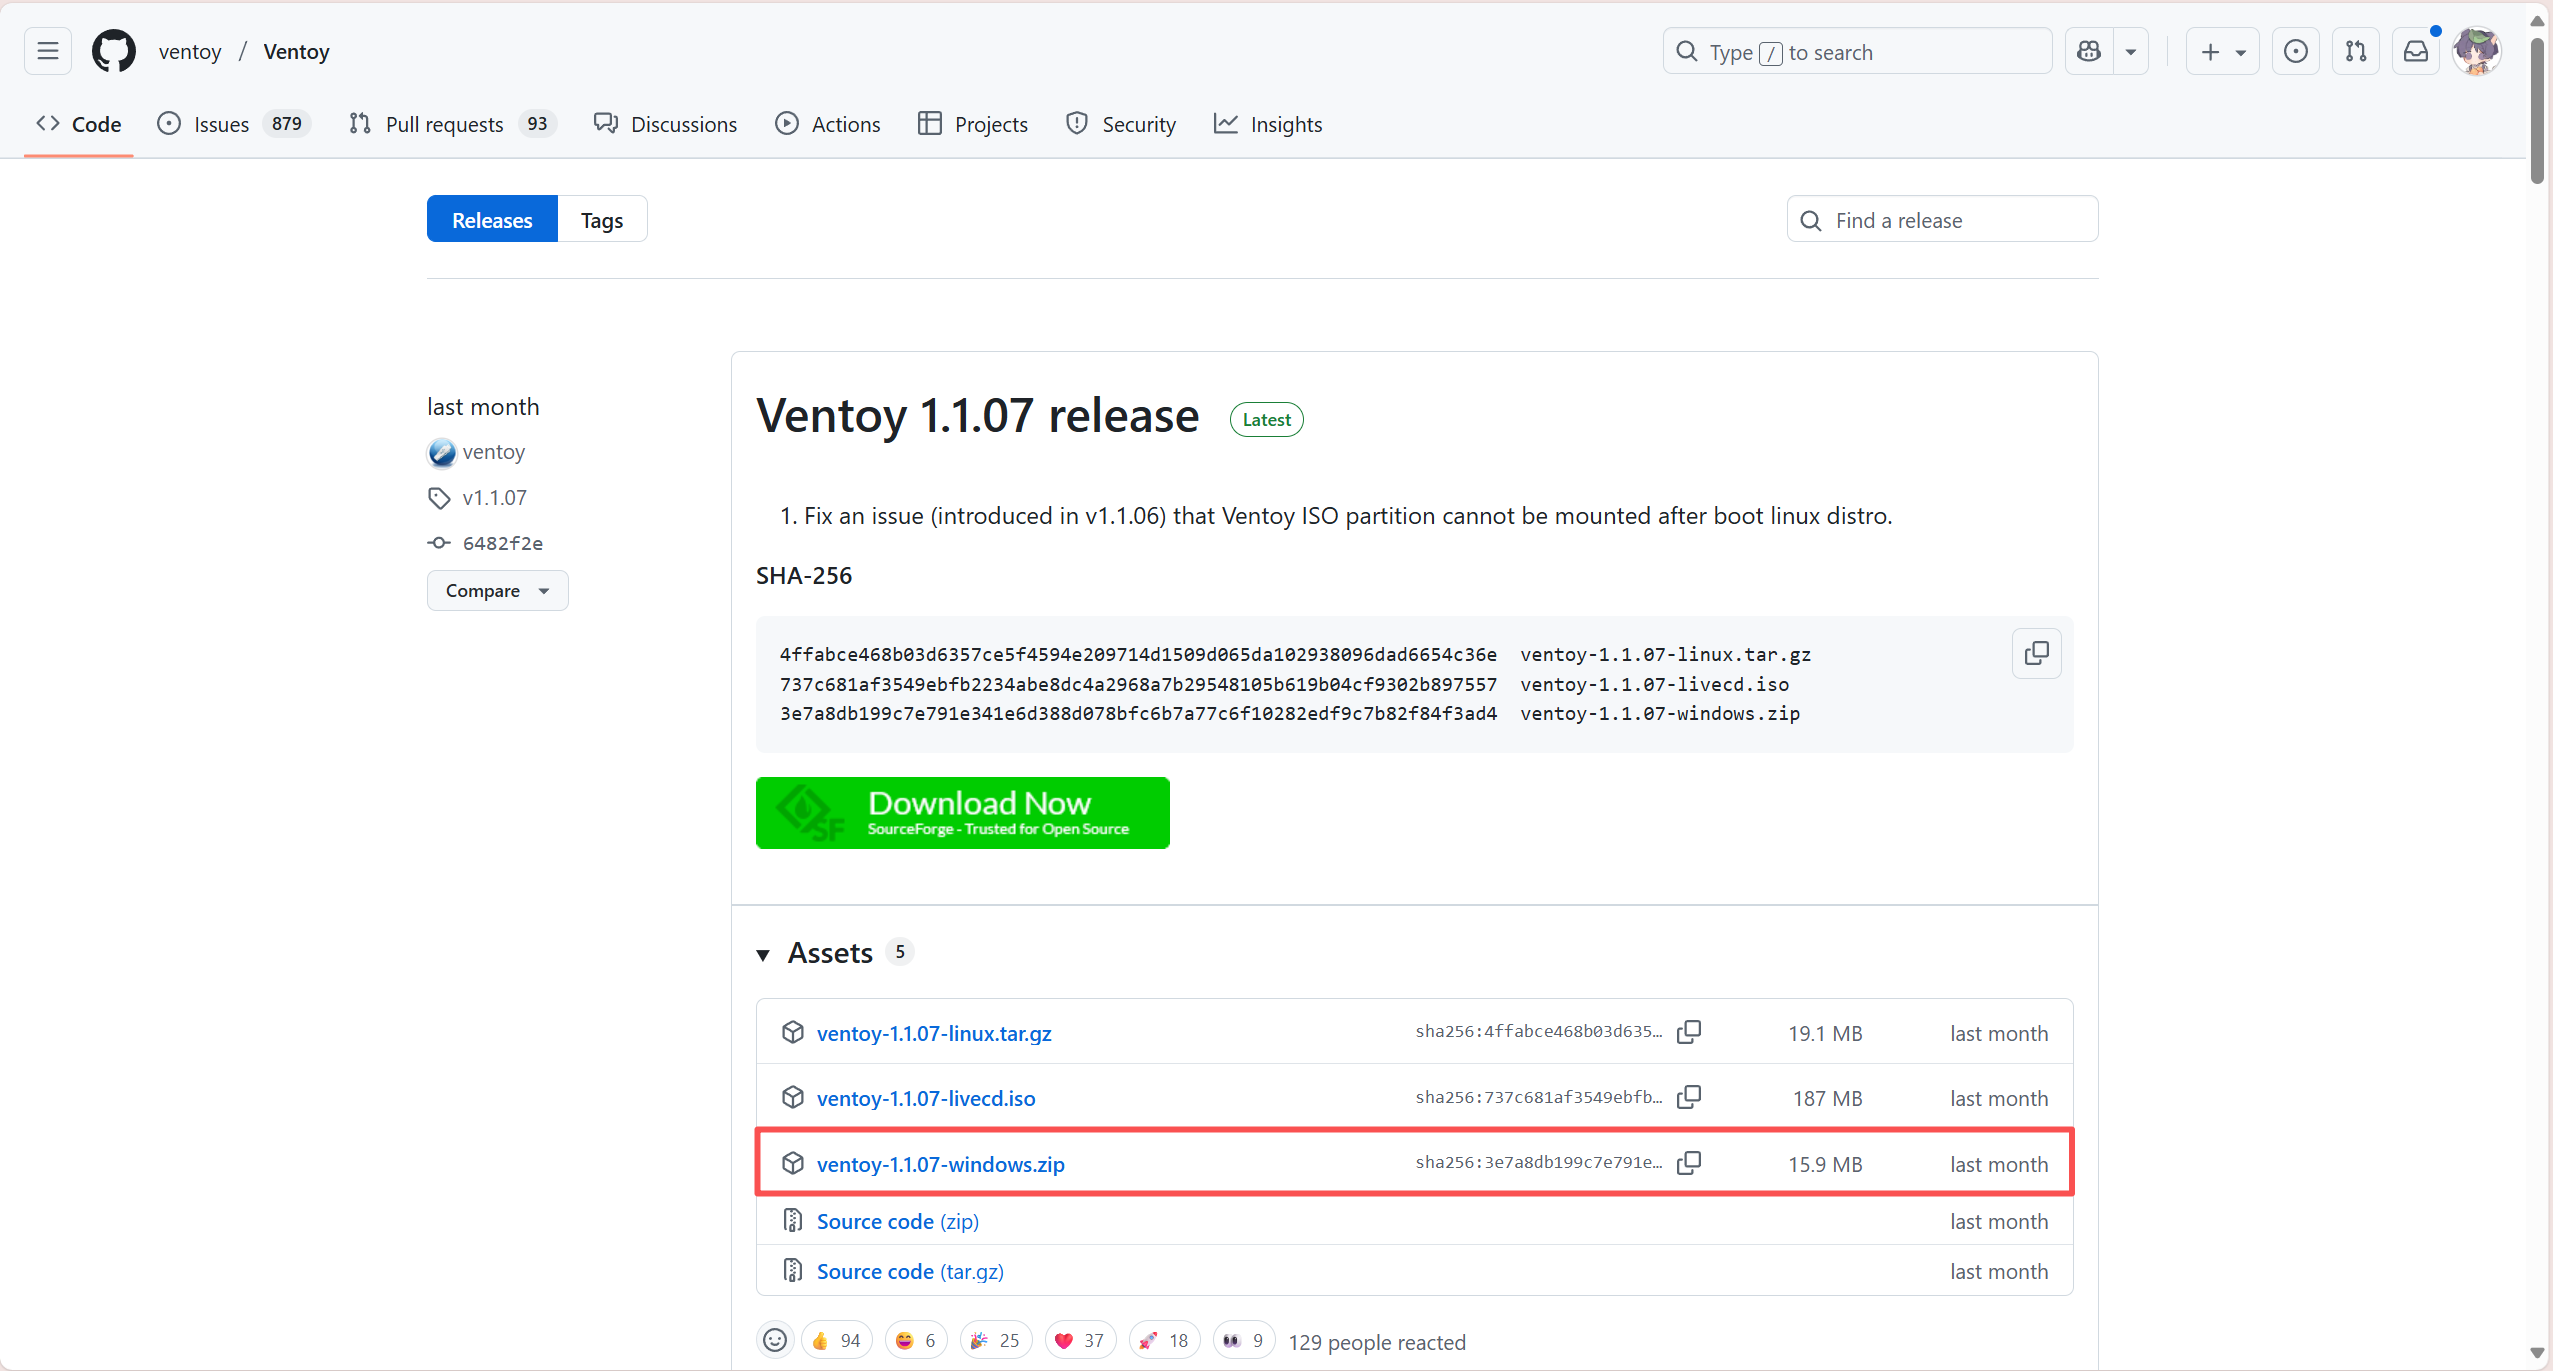 ventoy / Ventoy
Type / to search
Code
Issues 879
Pull requests 93
Discussions
Actions
Projects
Security
Insights
Releases
Tags
Find a release
last month
ventoy
v1.1.07
6482f2e
Compare
Ventoy 1.1.07 release Latest
1. Fix an issue (introduced in v1.1.06) that Ventoy ISO partition cannot be mounted after boot linux distro.
SHA-256
4ffabce468b03d6357ce5f4594e209714d1509d065da102938096dad6654c36e ventoy-1.1.07-linux.tar.gz
737c681af3549ebfb2234abe8dc4a2968a7b29548105b619b04cf9302b897557 ventoy-1.1.07-livecd.iso
3e7a8db199c7e791e341e6d388d078bfc6b7a77c6f10282edf9c7b82f84f3ad4 ventoy-1.1.07-windows.zip
SF
Download Now
SourceForge - Trusted for Open Source
Assets 5
ventoy-1.1.07-linux.tar.gz sha256:4ffabce468b03d635… 19.1 MB last month
ventoy-1.1.07-livecd.iso sha256:737c681af3549ebfb… 187 MB last month
ventoy-1.1.07-windows.zip sha256:3e7a8db199c7e791e… 15.9 MB last month
Source code (zip) last month
Source code (tar.gz) last month
94 6 25 37 18 9 129 people reacted